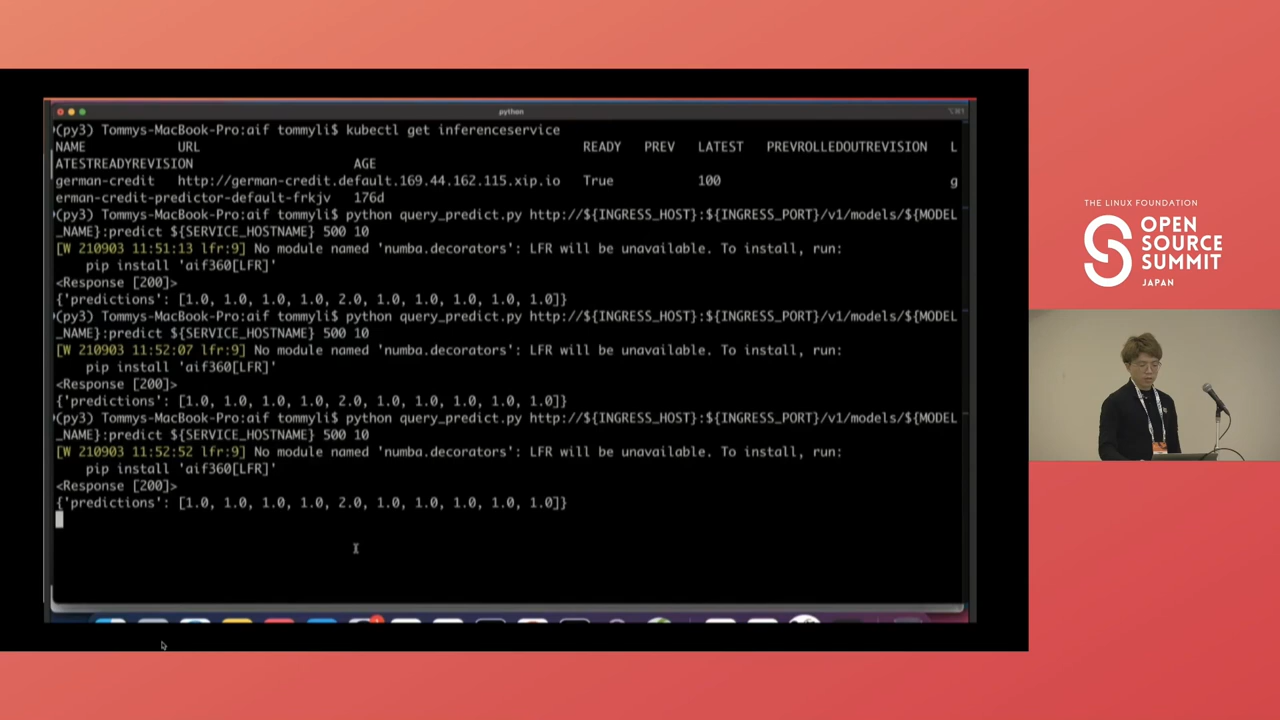 python
(py3) Tommys-MacBook-Pro:aif tommyli$ kubectl get inferenceservice
NAME URL READY PREV LATEST PREVROLLEDOUTREVISION L
ATESTREADYREVISION AGE
german-credit http://german-credit.default.169.44.162.115.xip.io True 100 g
erman-credit-predictor-default-frkjv 176d
(py3) Tommys-MacBook-Pro:aif tommyli$ python query_predict.py http://${INGRESS_HOST}:${INGRESS_PORT}/v1/models/${MODEL
_NAME}:predict ${SERVICE_HOSTNAME} 500 10
[W 210903 11:51:13 lfr:9] No module named 'numba.decorators': LFR will be unavailable. To install, run:
pip install 'aif360[LFR]'
<Response [200]>
{'predictions': [1.0, 1.0, 1.0, 1.0, 2.0, 1.0, 1.0, 1.0, 1.0, 1.0]}
(py3) Tommys-MacBook-Pro:aif tommyli$ python query_predict.py http://${INGRESS_HOST}:${INGRESS_PORT}/v1/models/${MODEL
_NAME}:predict ${SERVICE_HOSTNAME} 500 10
[W 210903 11:52:07 lfr:9] No module named 'numba.decorators': LFR will be unavailable. To install, run:
pip install 'aif360[LFR]'
<Response [200]>
{'predictions': [1.0, 1.0, 1.0, 1.0, 2.0, 1.0, 1.0, 1.0, 1.0, 1.0]}
(py3) Tommys-MacBook-Pro:aif tommyli$ python query_predict.py http://${INGRESS_HOST}:${INGRESS_PORT}/v1/models/${MODEL
_NAME}:predict ${SERVICE_HOSTNAME} 500 10
[W 210903 11:52:52 lfr:9] No module named 'numba.decorators': LFR will be unavailable. To install, run:
pip install 'aif360[LFR]'
<Response [200]>
{'predictions': [1.0, 1.0, 1.0, 1.0, 2.0, 1.0, 1.0, 1.0, 1.0, 1.0]}
THE LINUX FOUNDATION
OPEN
SOURCE
SUMMIT
JAPAN